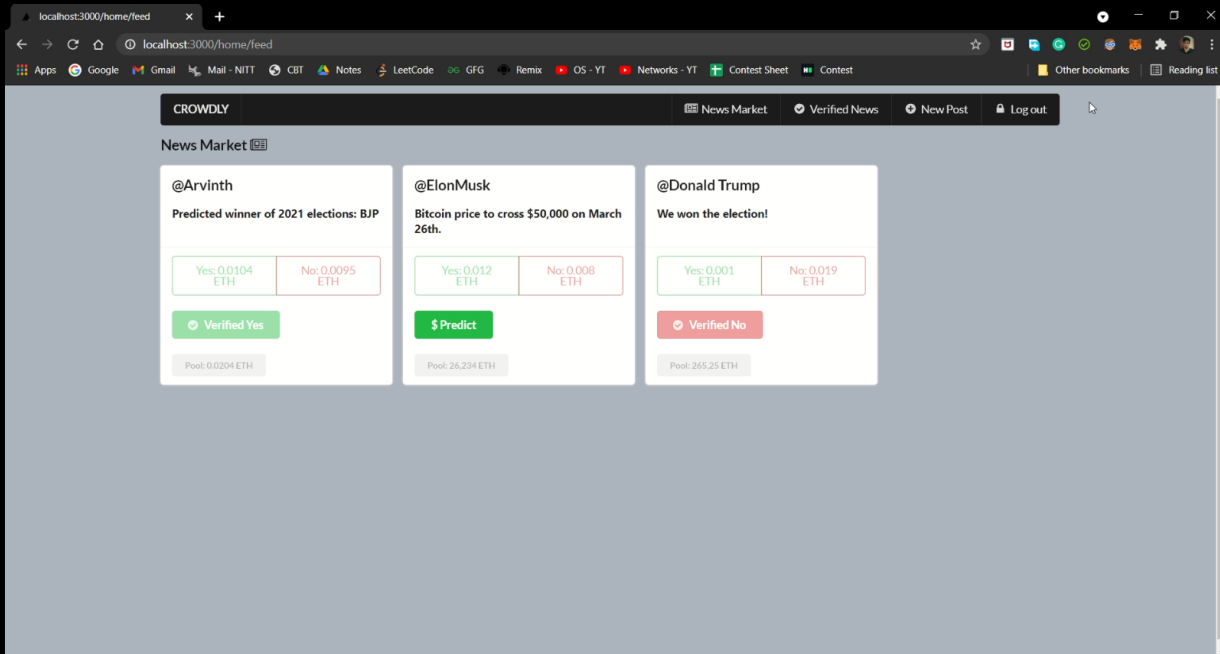 localhost:3000/home/feed
localhost:3000/home/feed
Apps Google Gmail Mail - NITT CBT Notes LeetCode GFG Remix OS - YT Networks - YT Contest Sheet Contest Other bookmarks Reading list
CROWDLY News Market Verified News New Post Log out
News Market
@Arvinth
Predicted winner of 2021 elections: BJP
Yes: 0.0104
ETH
No: 0.0095
ETH
Verified Yes
Pool: 0.0204 ETH
@ElonMusk
Bitcoin price to cross $50,000 on March
26th.
Yes: 0.012
ETH
No: 0.008
ETH
$ Predict
Pool: 26.234 ETH
@Donald Trump
We won the election!
Yes: 0.001
ETH
No: 0.019
ETH
Verified No
Pool: 265.25 ETH